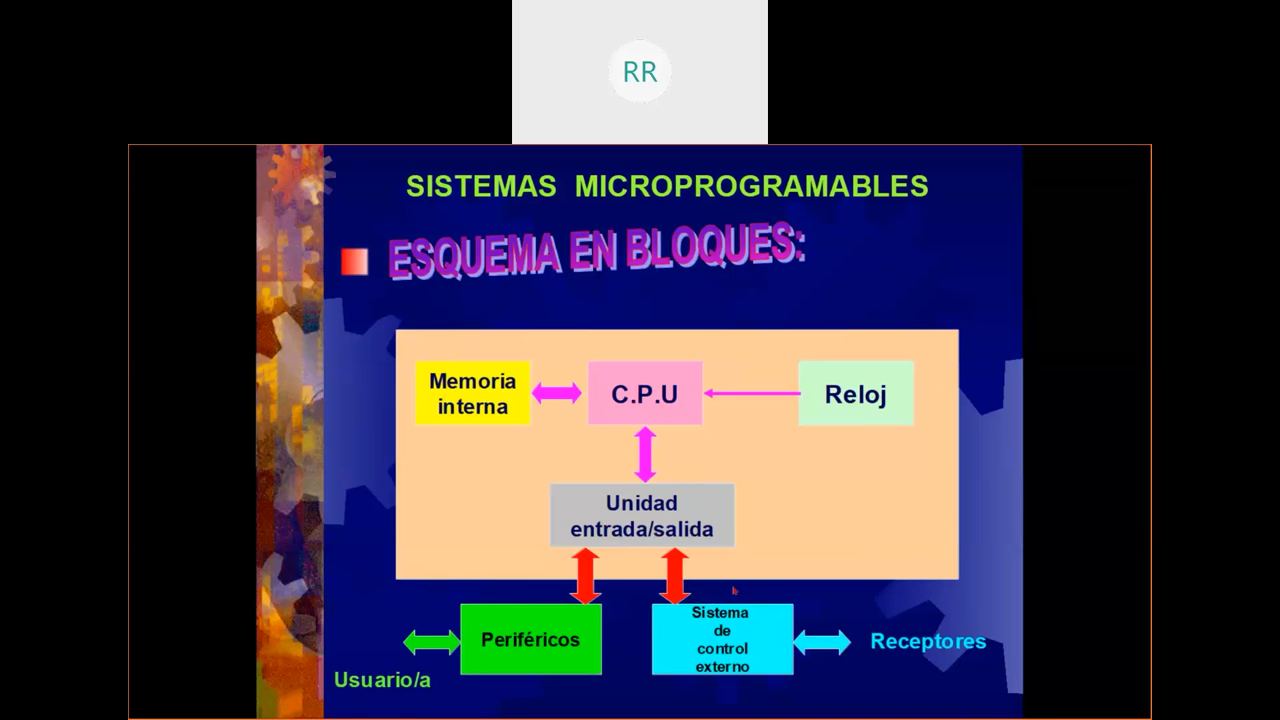 RR
SISTEMAS MICROPROGRAMABLES
ESQUEMA EN BLOQUES:
Memoria
interna
C.P.U
Reloj
Unidad
entrada/salida
Periféricos
Sistema
de
control
externo
Receptores
Usuario/a